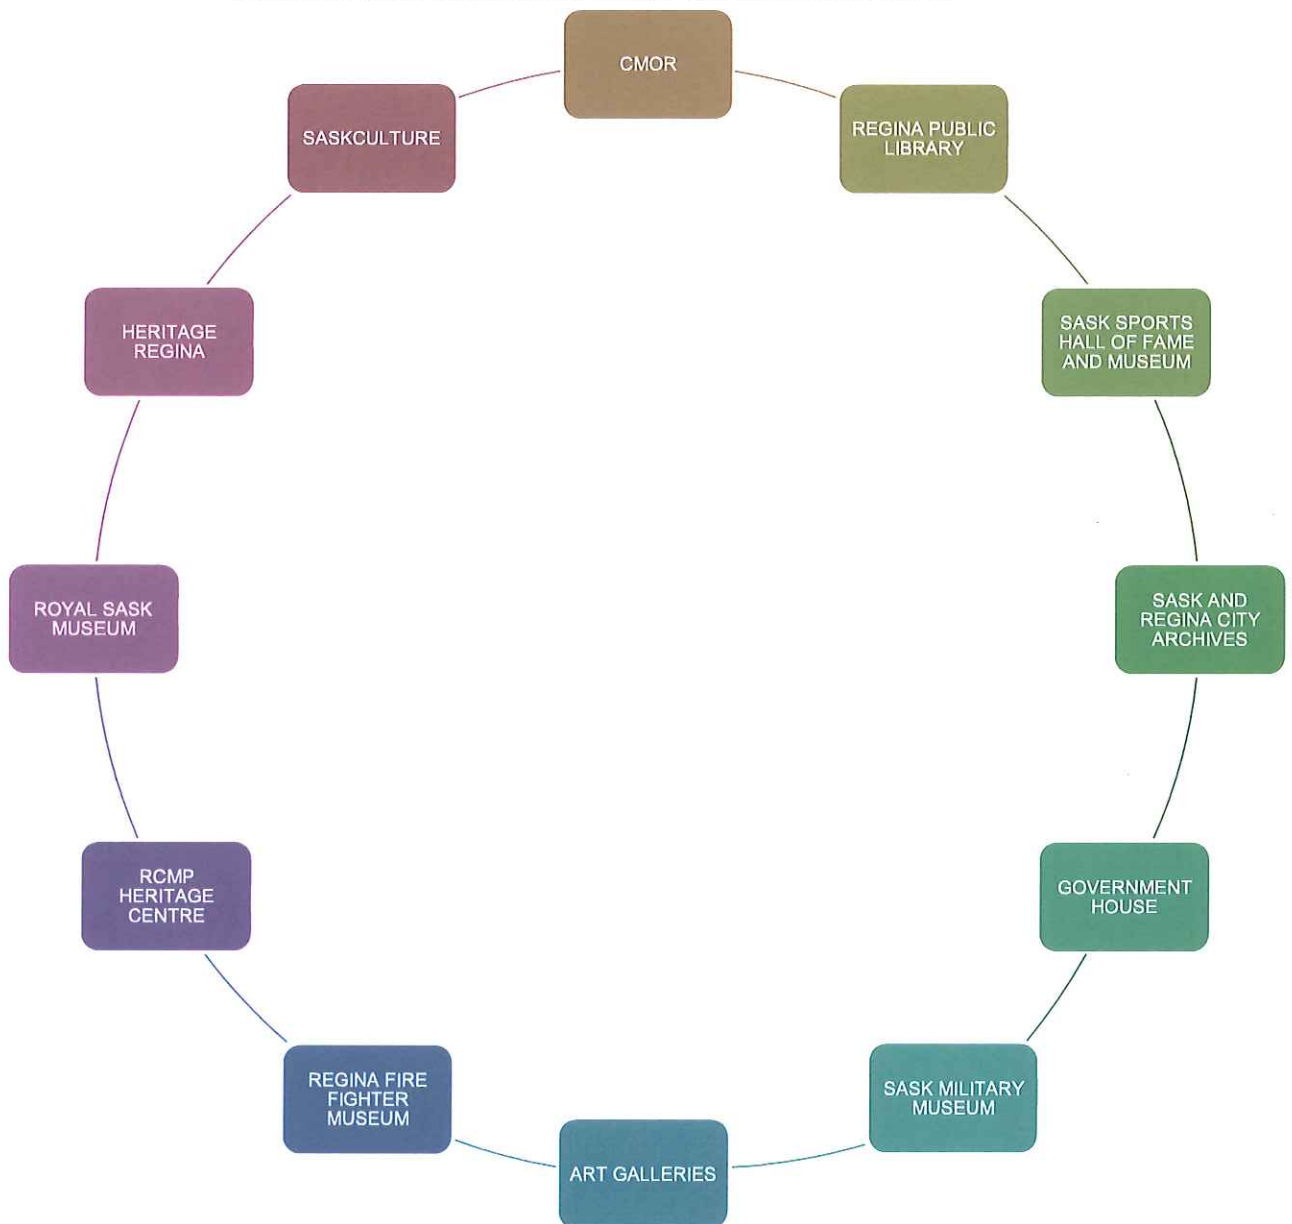 CMOR
REGINA PUBLIC
LIBRARY
SASK SPORTS
HALL OF FAME
AND MUSEUM
SASK AND
REGINA CITY
ARCHIVES
GOVERNMENT
HOUSE
SASK MILITARY
MUSEUM
ART GALLERIES
REGINA FIRE
FIGHTER
MUSEUM
RCMP
HERITAGE
CENTRE
ROYAL SASK
MUSEUM
HERITAGE
REGINA
SASKCULTURE